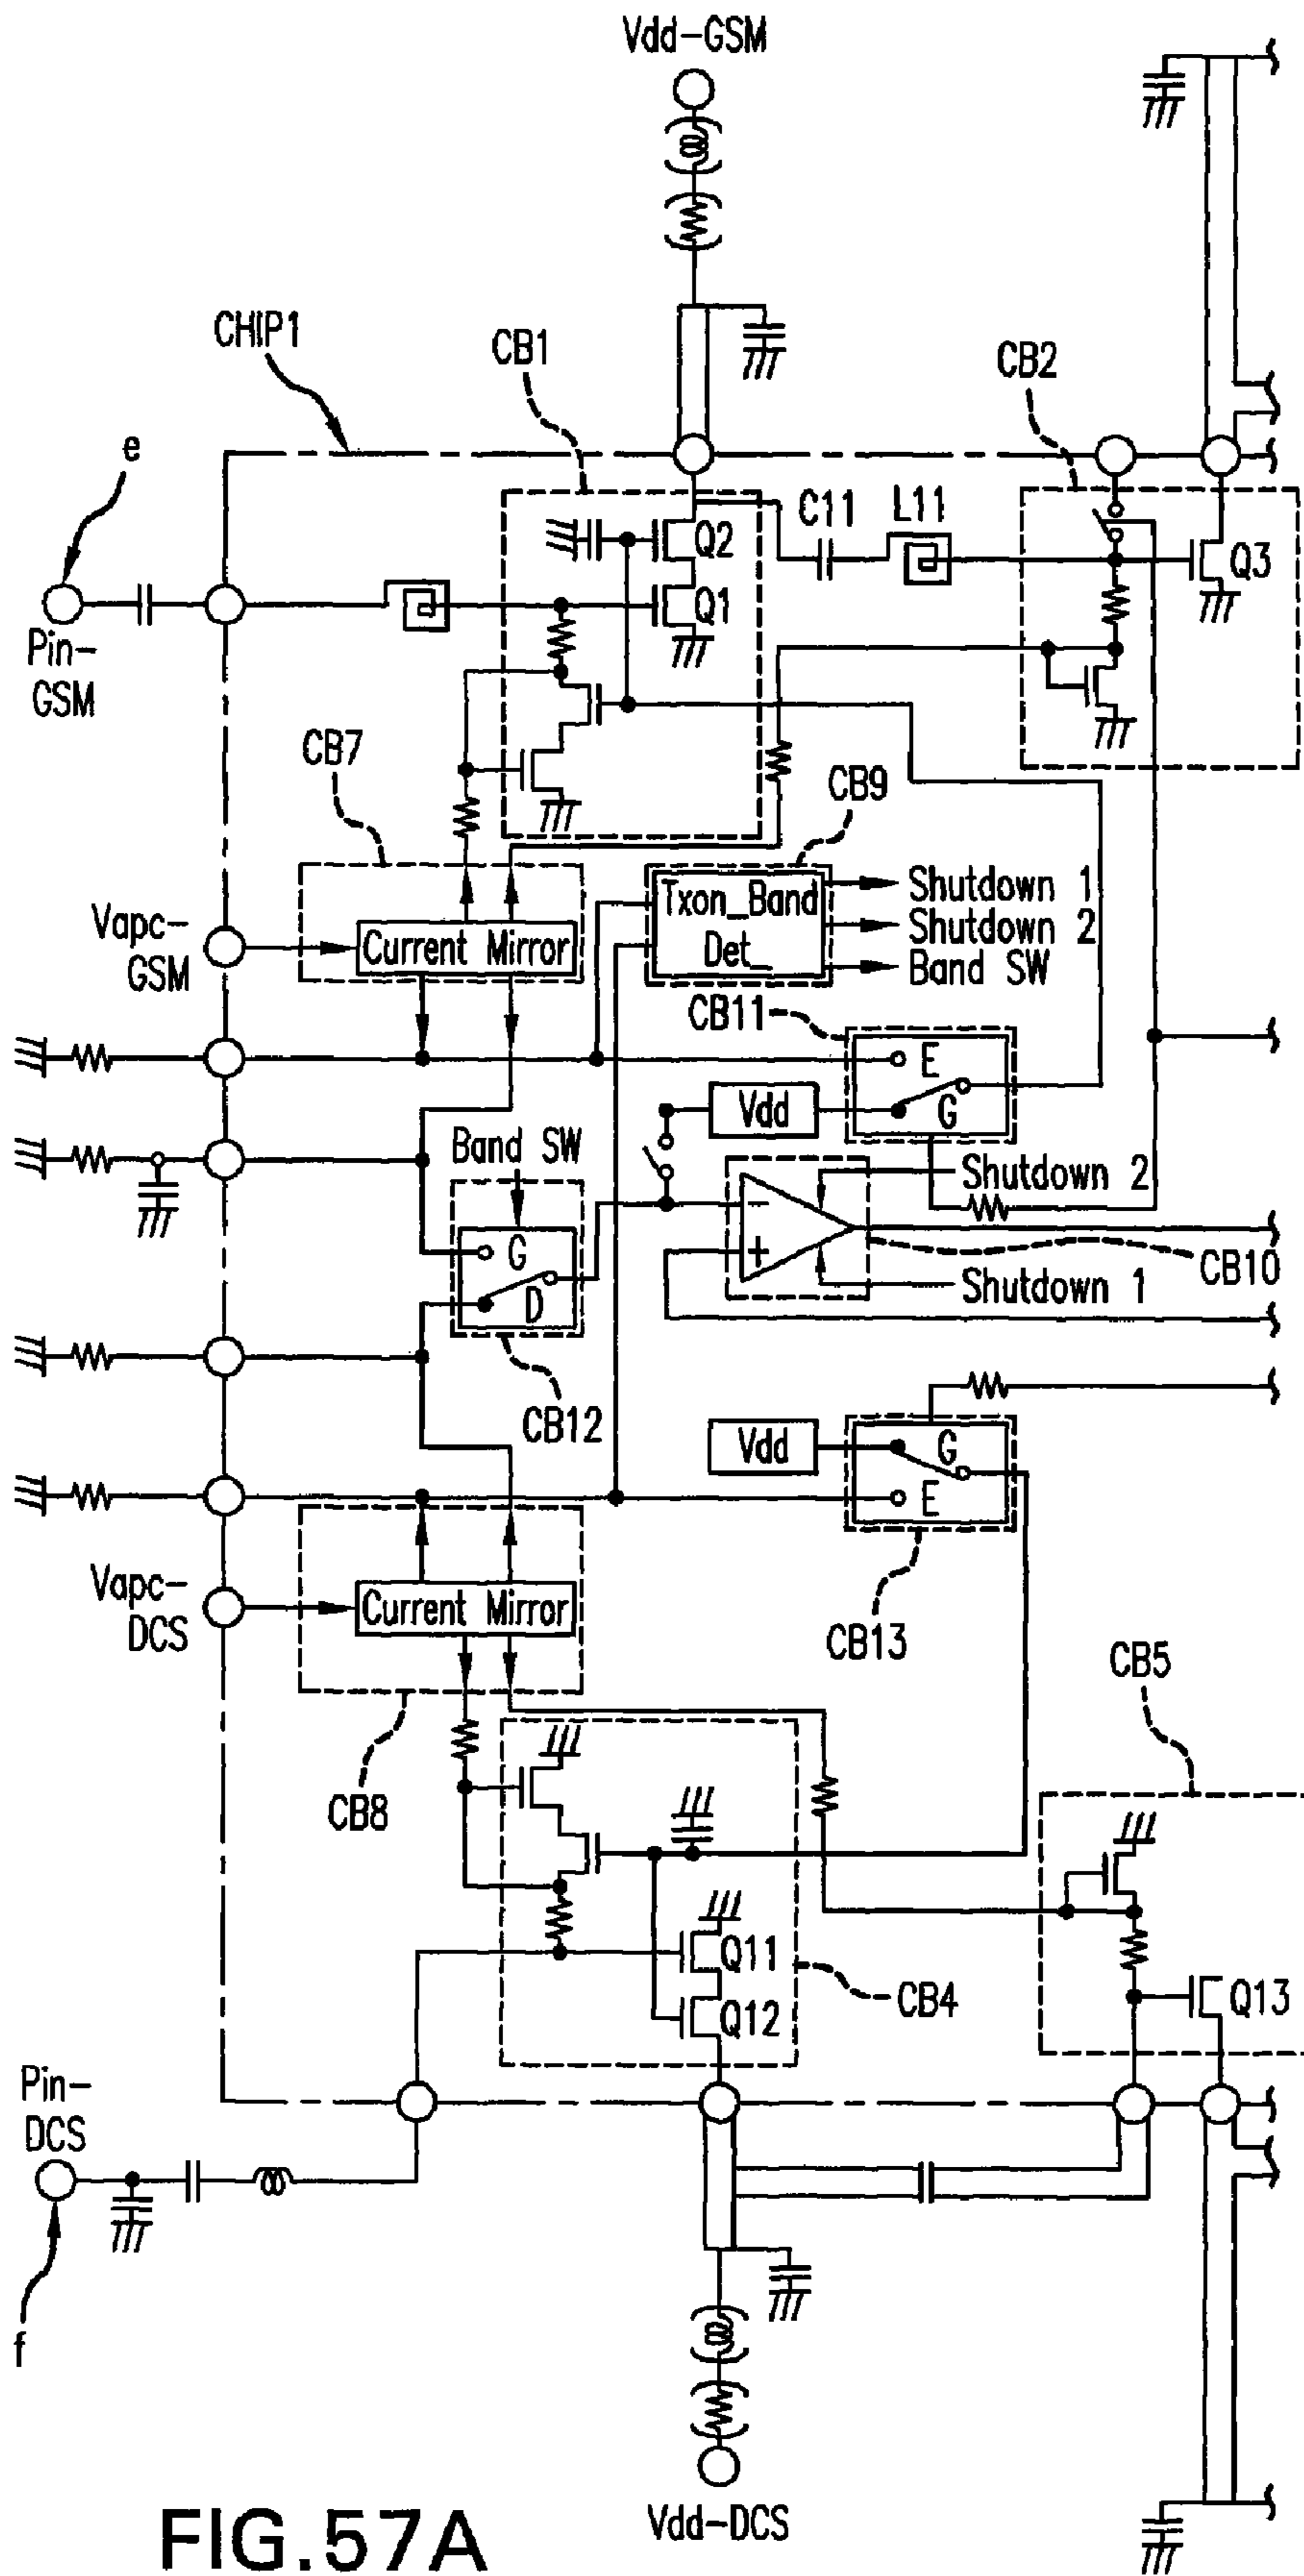 Vdd-GSM
CHIP1
CB1
CB2
e
C11
L11
Q2
Q3
Q1
Pin-
GSM
CB7
CB9
Vapc-
GSM
Current Mirror
Txon_Band
Det_
Shutdown 1
Shutdown 2
Band SW
CB11
E
G
Vdd
Band SW
Shutdown 2
G
D
-
+
CB10
Shutdown 1
CB12
Vdd
G
E
Vapc-
DCS
Current Mirror
CB13
CB5
CB8
Q11
Q12
CB4
Q13
Pin-
DCS
f
Vdd-DCS
FIG.57A